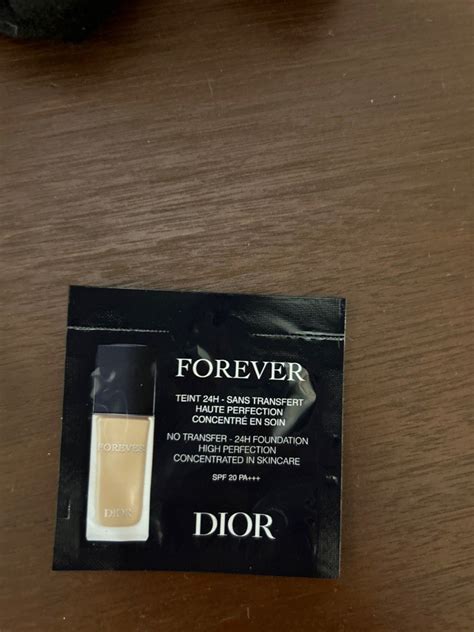 FOREVER
TEINT 24H - SANS TRANSFERT
HAUTE PERFECTION
CONCENTRÉ EN SOIN
NO TRANSFER - 24H FOUNDATION
HIGH PERFECTION
CONCENTRATED IN SKINCARE
SPF 20 PA+++
DIOR
FOREVER
DIOR